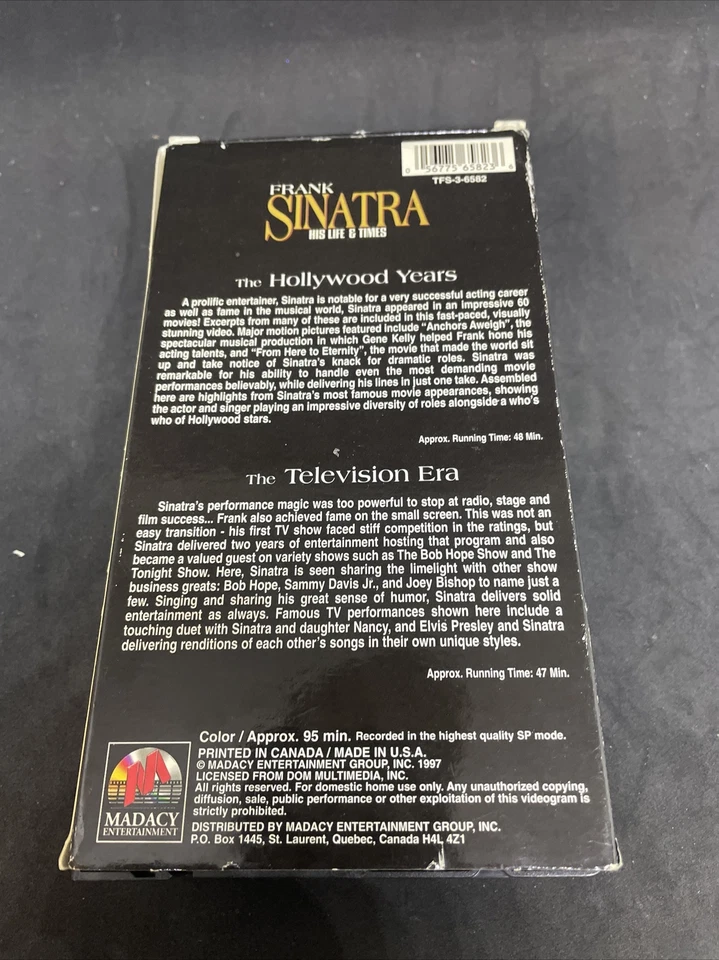 0 56775 65823 6
TFS-3-6582
FRANK
SINATRA
HIS LIFE & TIMES
The Hollywood Years
A prolific entertainer, Sinatra is notable for a very successful acting career
as well as fame in the musical world, Sinatra appeared in an impressive 60
movies! Excerpts from many of these are included in this fast-paced, visually
stunning video. Major motion pictures featured include "Anchors Aweigh", the
spectacular musical production in which Gene Kelly helped Frank hone his
acting talents, and "From Here to Eternity", the movie that made the world sit
up and take notice of Sinatra's knack for dramatic roles. Sinatra was
remarkable for his ability to handle even the most demanding movie
performances believably, while delivering his lines in just one take. Assembled
here are highlights from Sinatra's most famous movie appearances, showing
the actor and singer playing an impressive diversity of roles alongside a who's
who of Hollywood stars.
Approx. Running Time: 48 Min.
The Television Era
Sinatra's performance magic was too powerful to stop at radio, stage and
film success... Frank also achieved fame on the small screen. This was not an
easy transition - his first TV show faced stiff competition in the ratings, but
Sinatra delivered two years of entertainment hosting that program and also
became a valued guest on variety shows such as The Bob Hope Show and The
Tonight Show. Here, Sinatra is seen sharing the limelight with other show
business greats: Bob Hope, Sammy Davis Jr., and Joey Bishop to name just a
few. Singing and sharing his great sense of humor, Sinatra delivers solid
entertainment as always. Famous TV performances shown here include a
touching duet with Sinatra and daughter Nancy, and Elvis Presley and Sinatra
delivering renditions of each other's songs in their own unique styles.
Approx. Running Time: 47 Min.
Color / Approx. 95 min. Recorded in the highest quality SP mode.
PRINTED IN CANADA / MADE IN U.S.A.
© MADACY ENTERTAINMENT GROUP, INC. 1997
LICENSED FROM DOM MULTIMEDIA, INC.
All rights reserved. For domestic home use only. Any unauthorized copying,
diffusion, sale, public performance or other exploitation of this videogram is
strictly prohibited.
DISTRIBUTED BY MADACY ENTERTAINMENT GROUP, INC.
P.O. Box 1445, St. Laurent, Quebec, Canada H4L 4Z1
M
MADACY
ENTERTAINMENT